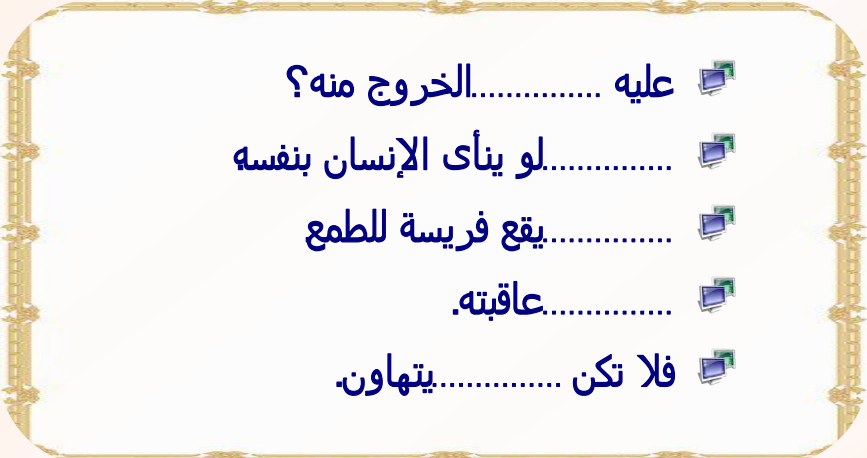 عليه ...............الخروج منه؟
...............لو ينأى الإنسان بنفسه
...............يقع فريسة للطمع
...............عاقبته.
فلا تكن ...............يتهاون.